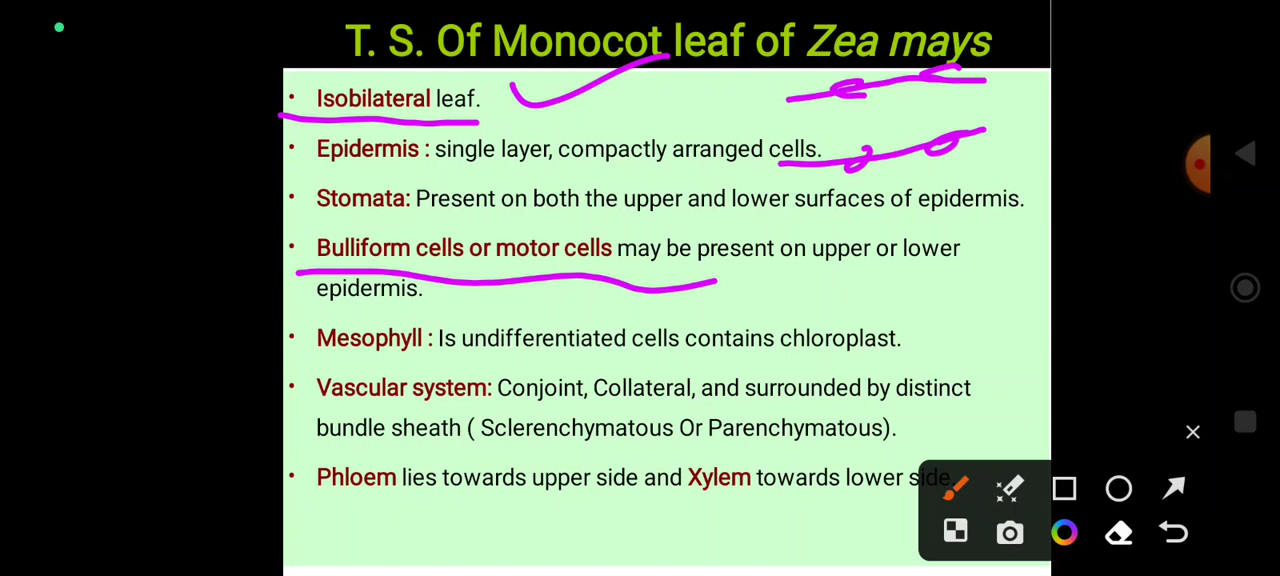 T. S. Of Monocot leaf of Zea mays
• Isobilateral leaf.
• Epidermis : single layer, compactly arranged cells.
• Stomata: Present on both the upper and lower surfaces of epidermis.
• Bulliform cells or motor cells may be present on upper or lower
epidermis.
• Mesophyll : Is undifferentiated cells contains chloroplast.
• Vascular system: Conjoint, Collateral, and surrounded by distinct
bundle sheath ( Sclerenchymatous Or Parenchymatous).
• Phloem lies towards upper side and Xylem towards lower side.